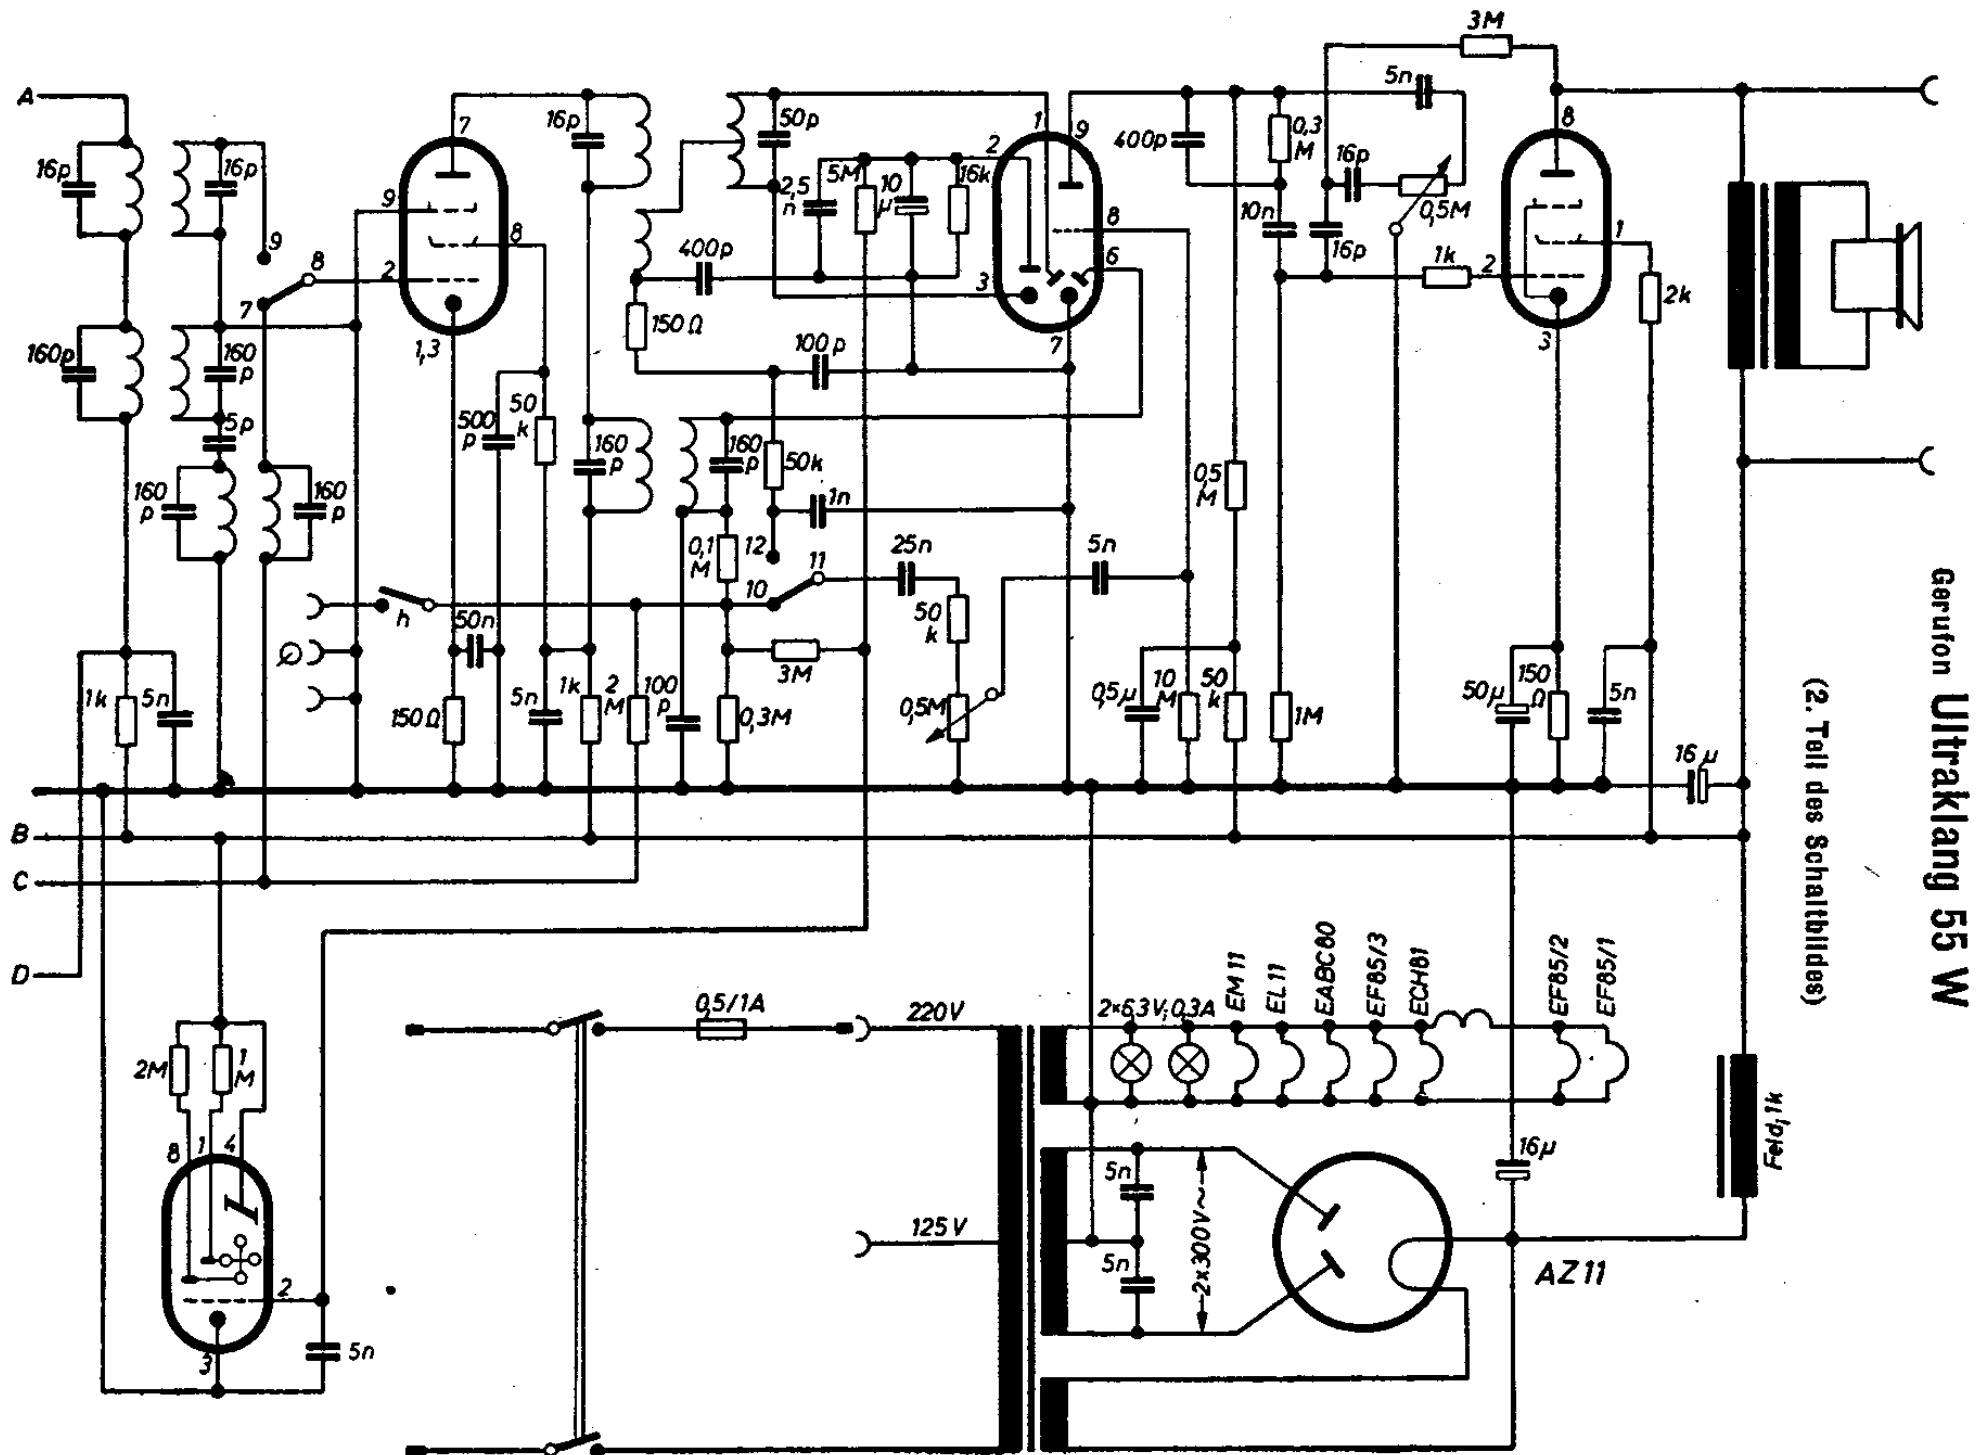 3M
A
7
16p
50p
1
9
5n
8
2
400p
0,3
M
16p
16p
16p
9
2,5
n
5M
10
µ
16k
0,5M
9
8
8
10n
16p
1
8
400p
6
1k
2
2
3
2k
7
150Ω
100p
7
3
1,3
160p
160
p
500
p
50
k
5p
160
p
160
p
50k
0,5
M
160
p
160
p
1n
0,1
M
12
11
25n
5n
10
50
k
h
50n
3M
1k
5n
150Ω
5n
1k
2
M
100
p
0,3M
0,5M
0,5µ
10
M
50
k
1M
50µ
150
Ω
5n
16µ
B
C
D
0,5/1A
220V
2×6,3V; 0,3A
EM11
EL11
EABC80
EF85/3
ECH81
EF85/2
EF85/1
2M
1
M
8
1
4
5n
2×300V~
16µ
Feld, 1k
125V
5n
AZ11
2
3
5n
Gerufon Ultraklang 55 W
(2. Teil des Schaltbildes)